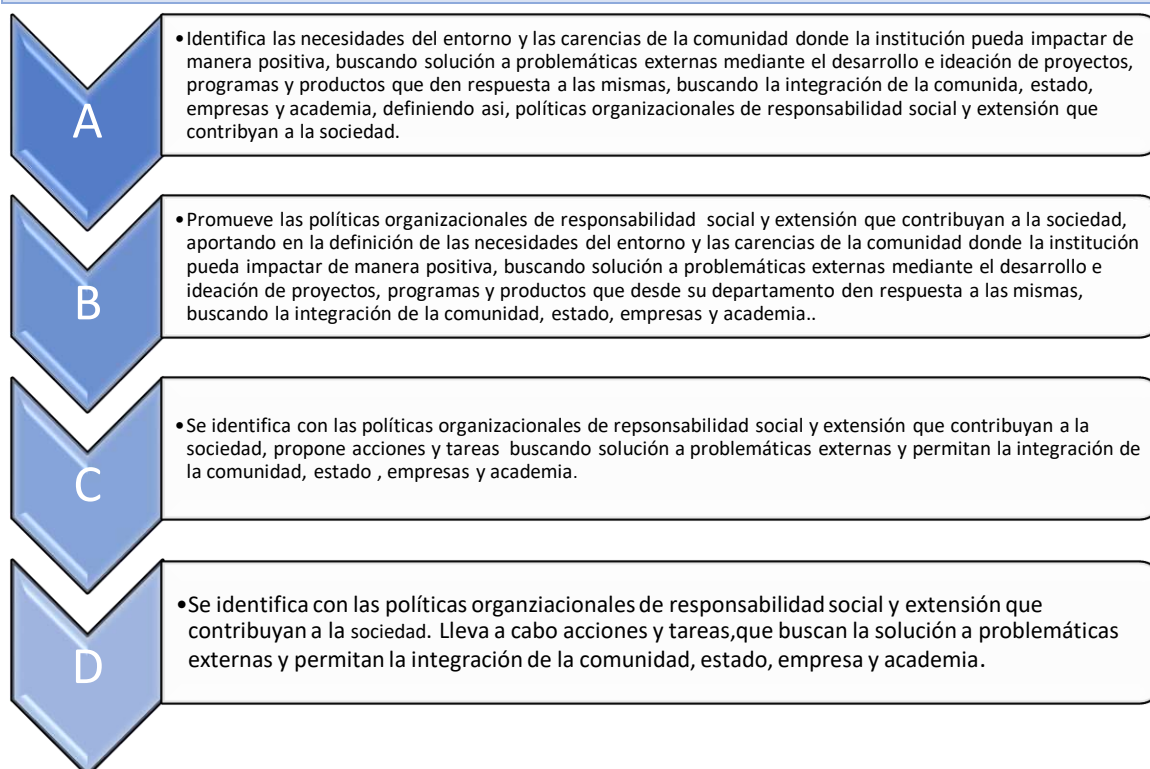 A
•Identifica las necesidades del entorno y las carencias de la comunidad donde la institución pueda impactar de
manera positiva, buscando solución a problemáticas externas mediante el desarrollo e ideación de proyectos,
programas y productos que den respuesta a las mismas, buscando la integración de la comunida, estado,
empresas y academia, definiendo asi, políticas organizacionales de responsabilidad social y extensión que
contribyan a la sociedad.
B
•Promueve las políticas organizacionales de responsabilidad social y extensión que contribuyan a la sociedad,
aportando en la definición de las necesidades del entorno y las carencias de la comunidad donde la institución
pueda impactar de manera positiva, buscando solución a problemáticas externas mediante el desarrollo e
ideación de proyectos, programas y productos que desde su departamento den respuesta a las mismas,
buscando la integración de la comunidad, estado, empresas y academia..
C
•Se identifica con las políticas organizacionales de repsonsabilidad social y extensión que contribuyan a la
sociedad, propone acciones y tareas buscando solución a problemáticas externas y permitan la integración de
la comunidad, estado , empresas y academia.
D
•Se identifica con las políticas organziacionales de responsabilidad social y extensión que
contribuyan a la sociedad. Lleva a cabo acciones y tareas,que buscan la solución a problemáticas
externas y permitan la integración de la comunidad, estado, empresa y academia.